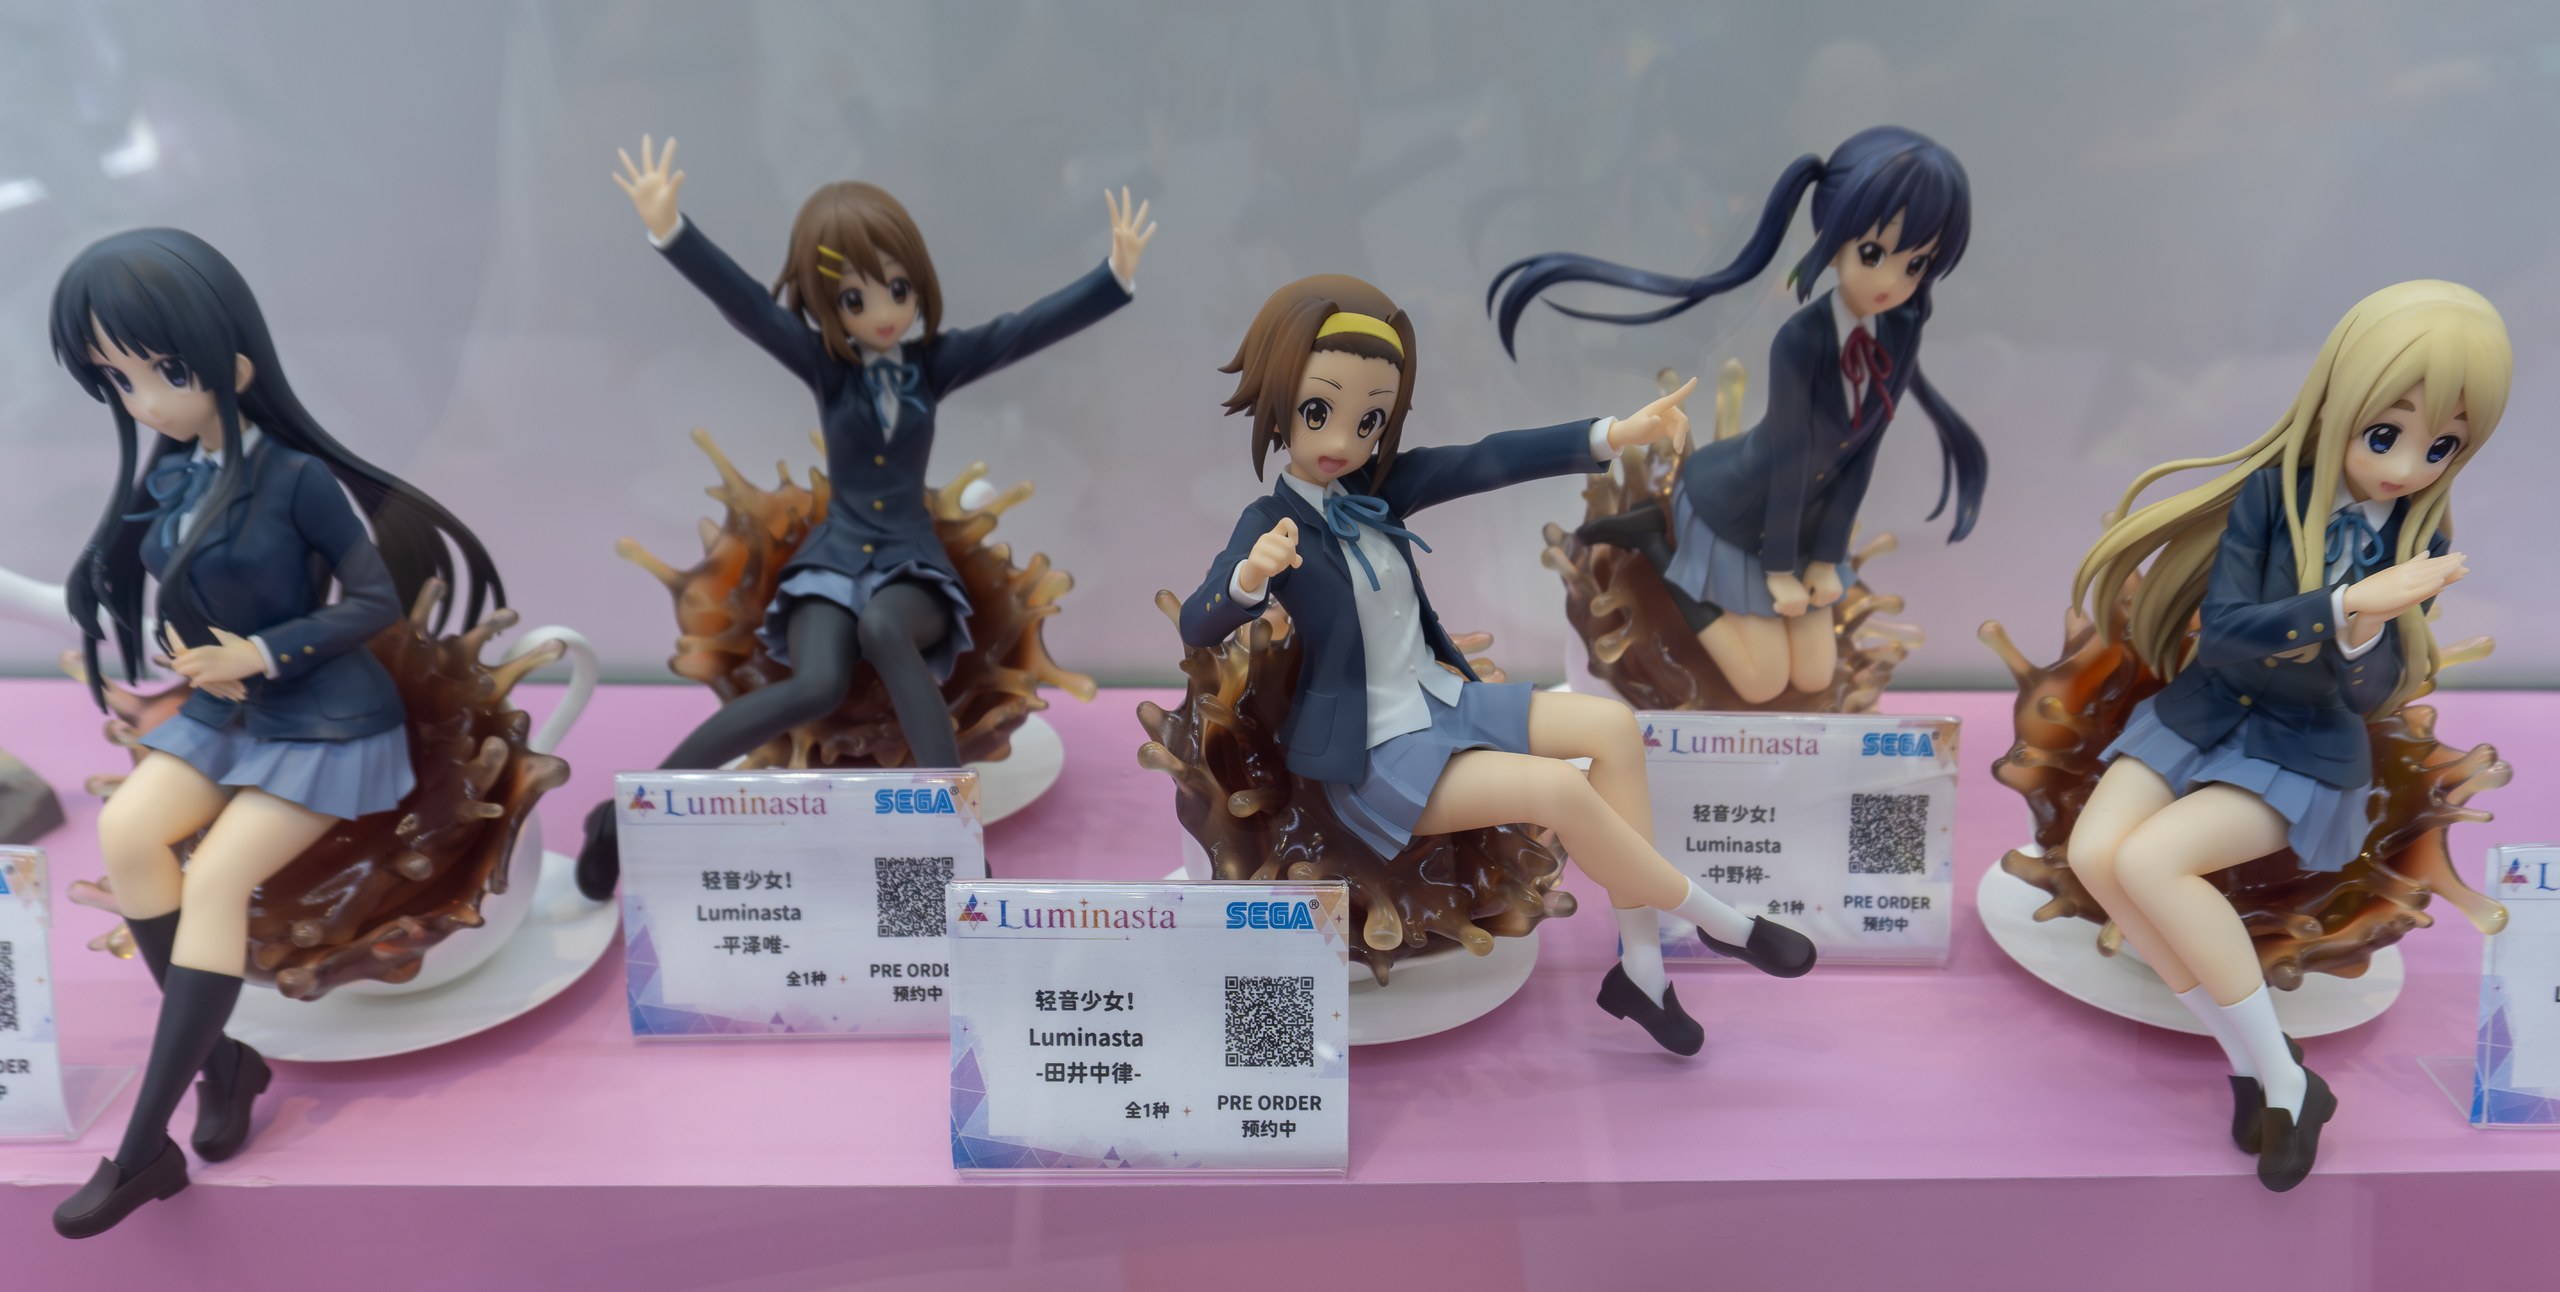 Luminasta SEGA®
轻音少女！
Luminasta
-平泽唯-
全1种
PRE ORDE
预约中
Luminasta SEGA®
轻音少女！
Luminasta
-田井中律-
全1种
PRE ORDER
预约中
Luminasta SEGA
轻音少女！
Luminasta
-中野梓-
全1种
PRE ORDER
预约中